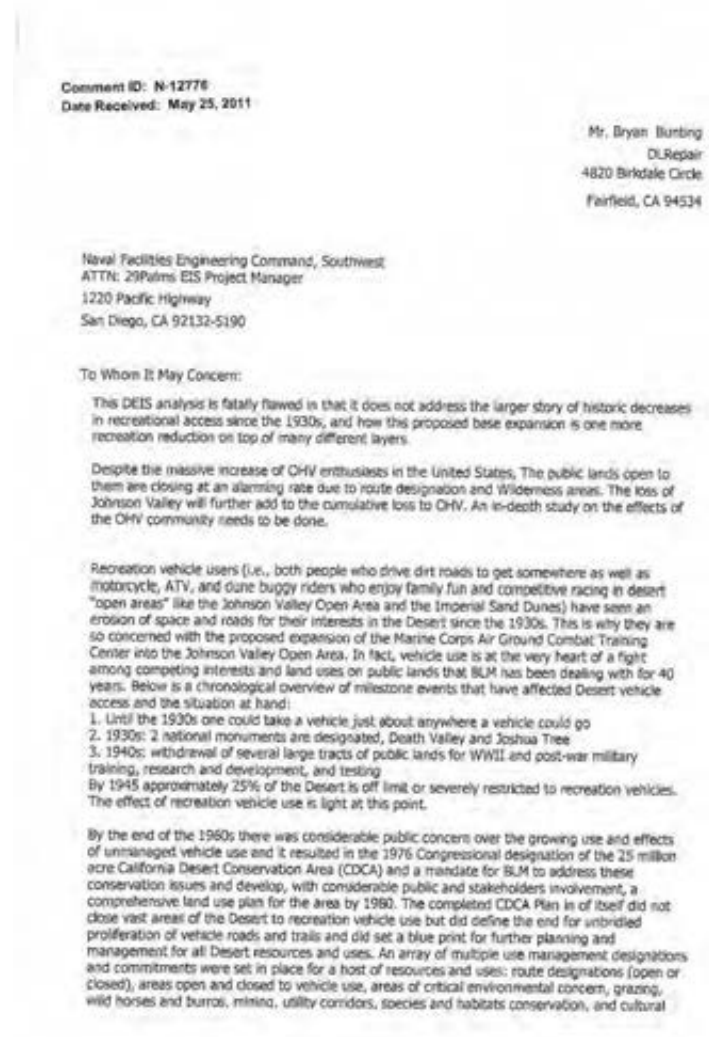 Comment ID: N-12776
Date Received: May 25, 2011
Mr. Bryan Bunting
DLRepair
4820 Birkdale Circle
Fairfield, CA 94534
Naval Facilities Engineering Command, Southwest
ATTN: 29Palms EIS Project Manager
1220 Pacific Highway
San Diego, CA 92132-5190
To Whom It May Concern:
This DEIS analysis is fatally flawed in that it does not address the larger story of historic decreases
in recreational access since the 1930s, and how this proposed base expansion is one more
recreation reduction on top of many different layers.
Despite the massive increase of OHV enthusiasts in the United States, The public lands open to
them are closing at an alarming rate due to route designation and Wilderness areas. The loss of
Johnson Valley will further add to the cumulative loss to OHV. An in-depth study on the effects of
the OHV community needs to be done.
Recreation vehicle users (i.e., both people who drive dirt roads to get somewhere as well as
motorcycle, ATV, and dune buggy riders who enjoy family fun and competitive racing in desert
"open areas" like the Johnson Valley Open Area and the Imperial Sand Dunes) have seen an
erosion of space and roads for their interests in the Desert since the 1930s. This is why they are
so concerned with the proposed expansion of the Marine Corps Air Ground Combat Training
Center into the Johnson Valley Open Area. In fact, vehicle use is at the very heart of a fight
among competing interests and land uses on public lands that BLM has been dealing with for 40
years. Below is a chronological overview of milestone events that have affected Desert vehicle
access and the situation at hand:
1. Until the 1930s one could take a vehicle just about anywhere a vehicle could go
2. 1930s: 2 national monuments are designated, Death Valley and Joshua Tree
3. 1940s: withdrawal of several large tracts of public lands for WWII and post-war military
training, research and development, and testing
By 1945 approximately 25% of the Desert is off limit or severely restricted to recreation vehicles.
The effect of recreation vehicle use is light at this point.
By the end of the 1960s there was considerable public concern over the growing use and effects
of unmanaged vehicle use and it resulted in the 1976 Congressional designation of the 25 million
acre California Desert Conservation Area (CDCA) and a mandate for BLM to address these
conservation issues and develop, with considerable public and stakeholders involvement, a
comprehensive land use plan for the area by 1980. The completed CDCA Plan in of itself did not
close vast areas of the Desert to recreation vehicle use but did define the end for unbridled
proliferation of vehicle roads and trails and did set a blue print for further planning and
management for all Desert resources and uses. An array of multiple use management designations
and commitments were set in place for a host of resources and uses: route designations (open or
closed), areas open and closed to vehicle use, areas of critical environmental concern, grazing,
wild horses and burros, mining, utility corridors, species and habitats conservation, and cultural